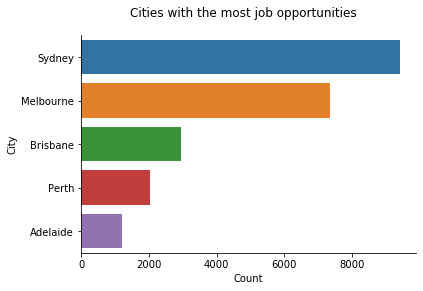 Cities with the most job opportunities
Sydney
Melbourne
Brisbane
Perth
Adelaide
City
0 2000 4000 6000 8000
Count